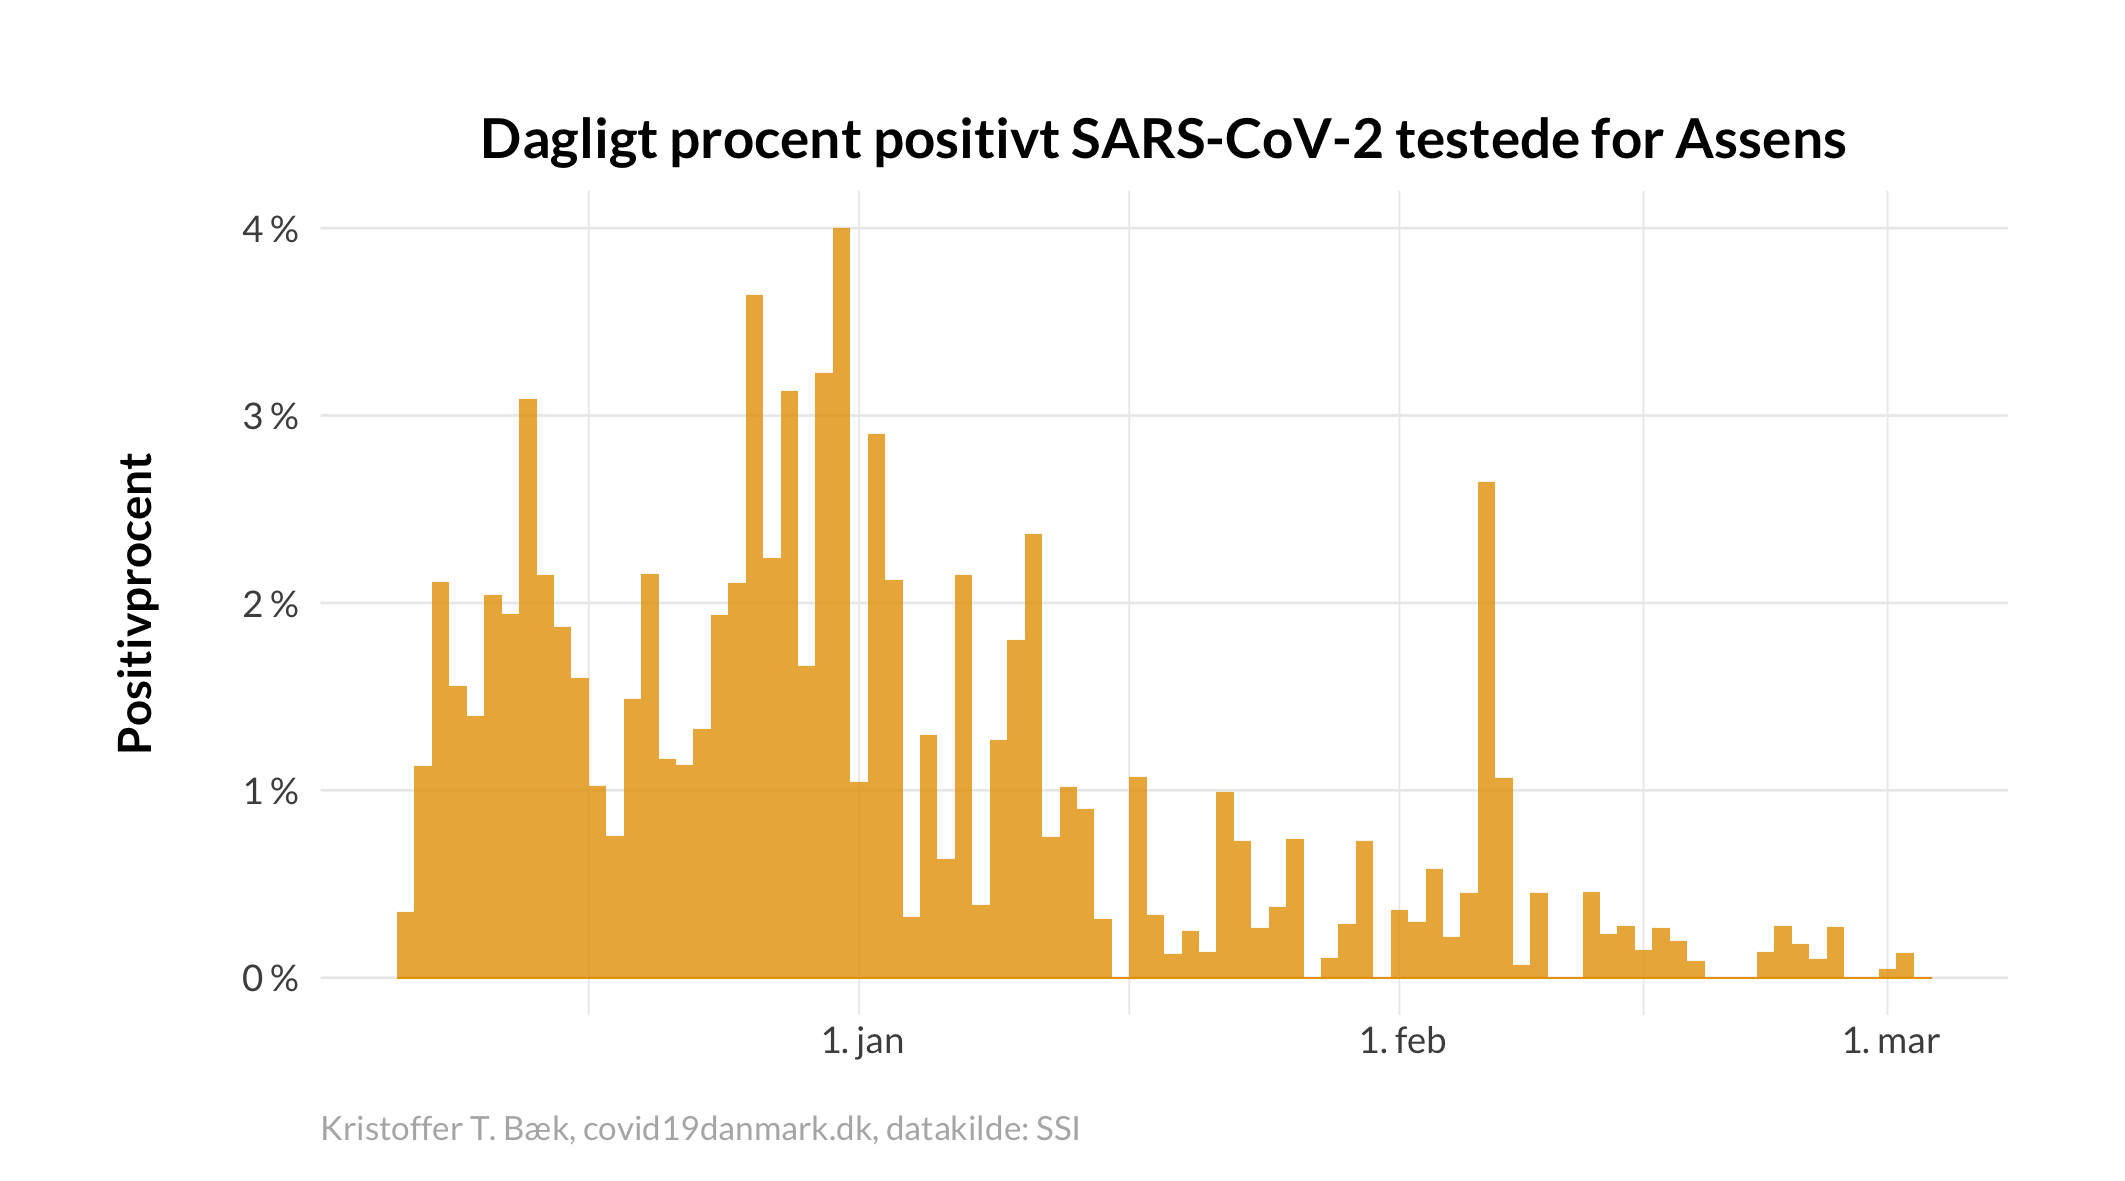 Dagligt procent positivt SARS-CoV-2 testede for Assens
Positivprocent
4 %
3 %
2 %
1 %
0 %
1. jan
1. feb
1. mar
Kristoffer T. Bæk, covid19danmark.dk, datakilde: SSI